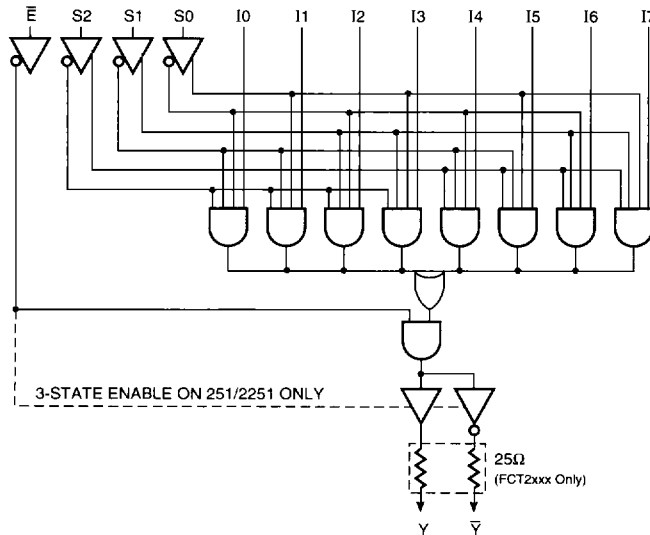 E̅ S2 S1 S0 I0 I1 I2 I3 I4 I5 I6 I7
3-STATE ENABLE ON 251/2251 ONLY
25Ω
(FCT2xxx Only)
Y Y̅